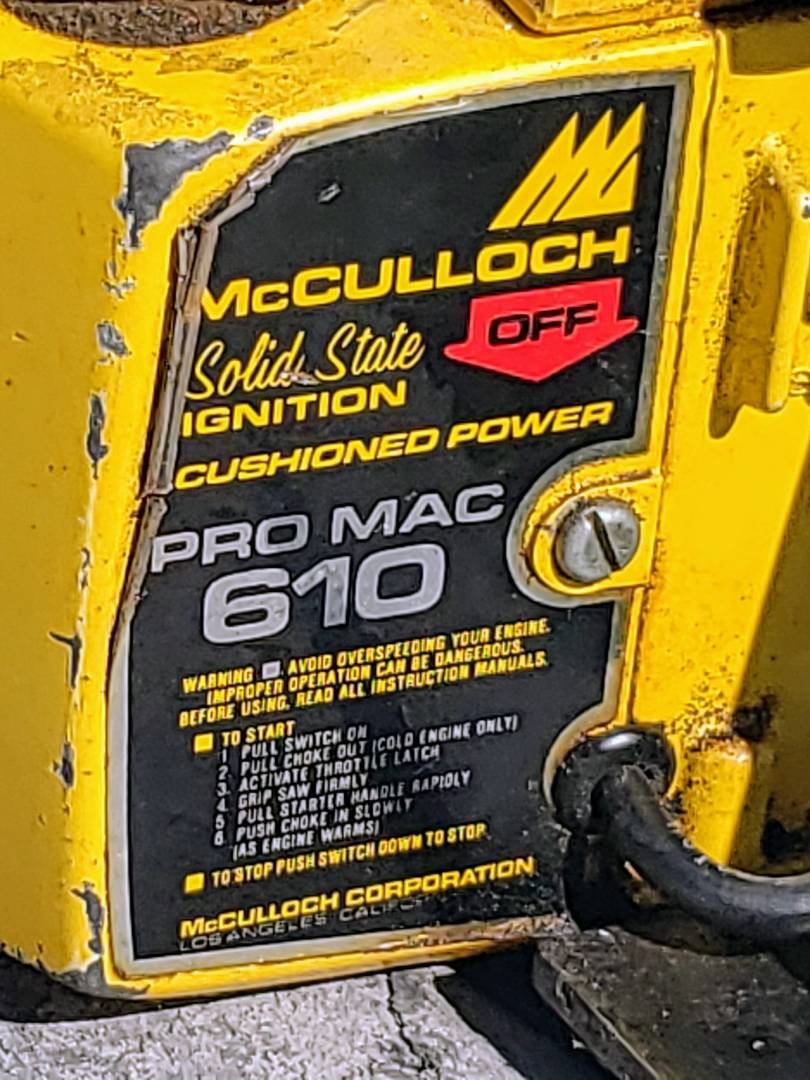 McCULLOCH
OFF
Solid State
IGNITION
CUSHIONED POWER
PRO MAC
610
WARNING AVOID OVERSPEEDING YOUR ENGINE.
IMPROPER OPERATION CAN BE DANGEROUS.
BEFORE USING, READ ALL INSTRUCTION MANUALS.
TO START
1. PULL SWITCH ON
2. PULL CHOKE OUT (COLD ENGINE ONLY)
3. ACTIVATE THROTTLE LATCH
4. GRIP SAW FIRMLY
5. PULL STARTER HANDLE RAPIDLY
6. PUSH CHOKE IN SLOWLY
(AS ENGINE WARMS)
TO STOP PUSH SWITCH DOWN TO STOP
McCULLOCH CORPORATION
LOS ANGELES